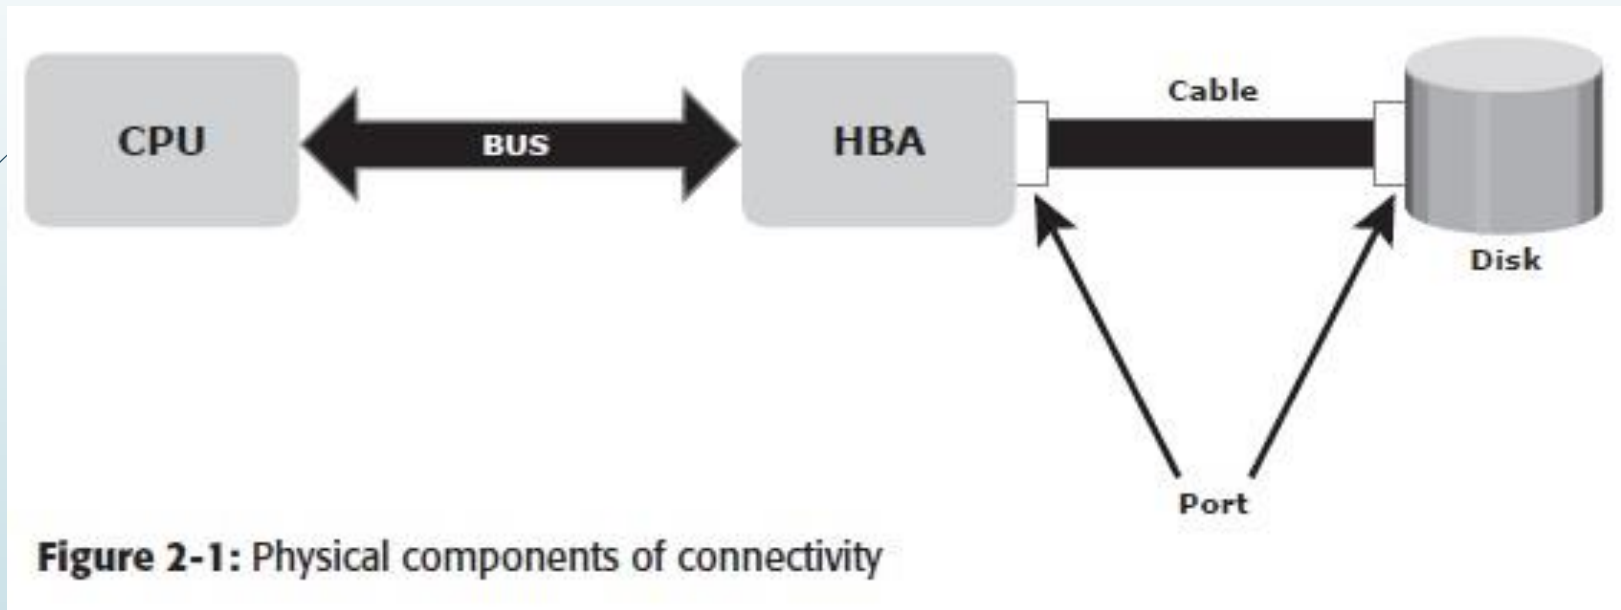 Cable
CPU
BUS
HBA
Disk
Port
Figure 2-1: Physical components of connectivity